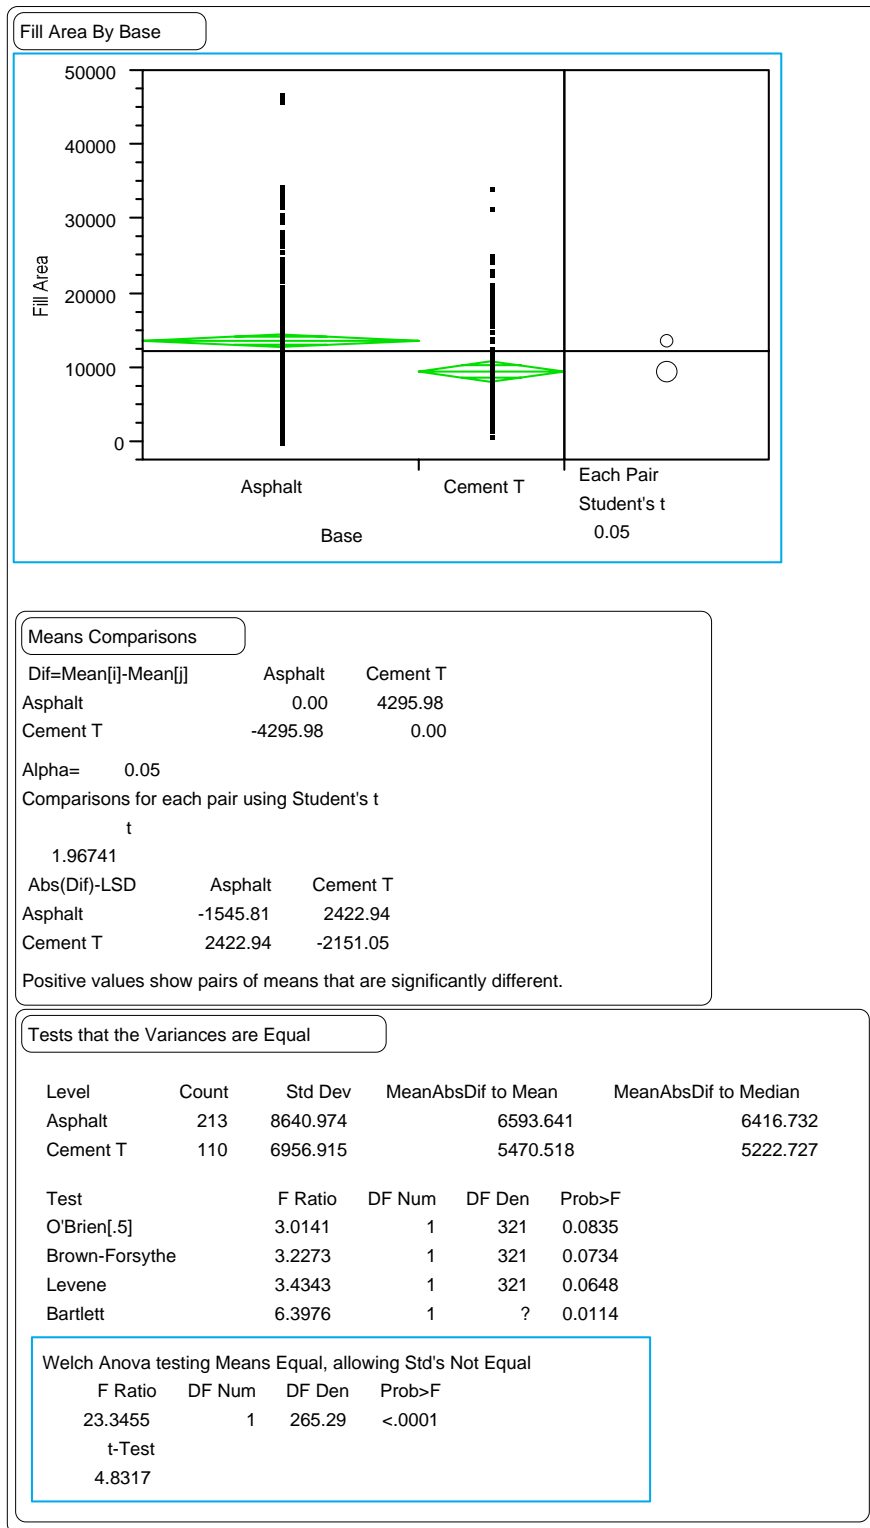 Fill Area By Base
50000
40000
30000
20000
10000
0
Fill Area
Asphalt Cement T
Each Pair
Student's t
0.05
Base
Means Comparisons
Dif=Mean[i]-Mean[j] Asphalt Cement T
Asphalt 0.00 4295.98
Cement T -4295.98 0.00
Alpha= 0.05
Comparisons for each pair using Student's t
t
1.96741
Abs(Dif)-LSD Asphalt Cement T
Asphalt -1545.81 2422.94
Cement T 2422.94 -2151.05
Positive values show pairs of means that are significantly different.
Tests that the Variances are Equal
Level Count Std Dev MeanAbsDif to Mean MeanAbsDif to Median
Asphalt 213 8640.974 6593.641 6416.732
Cement T 110 6956.915 5470.518 5222.727
Test F Ratio DF Num DF Den Prob>F
O'Brien[.5] 3.0141 1 321 0.0835
Brown-Forsythe 3.2273 1 321 0.0734
Levene 3.4343 1 321 0.0648
Bartlett 6.3976 1 ? 0.0114
Welch Anova testing Means Equal, allowing Std's Not Equal
F Ratio DF Num DF Den Prob>F
23.3455 1 265.29 <.0001
t-Test
4.8317